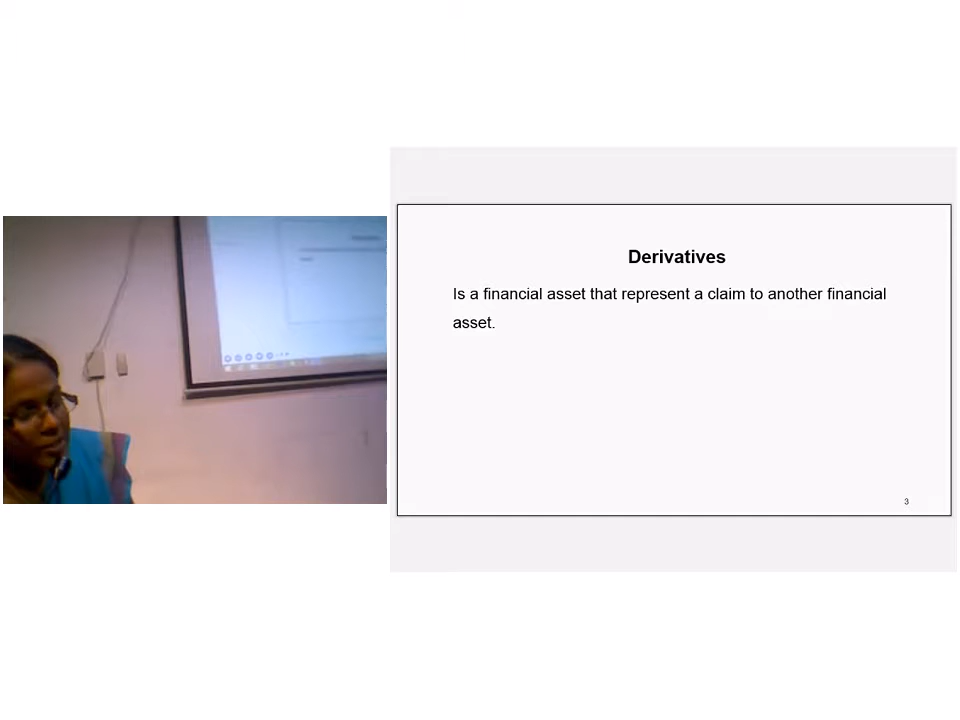 Derivatives
Is a financial asset that represent a claim to another financial
asset.
3